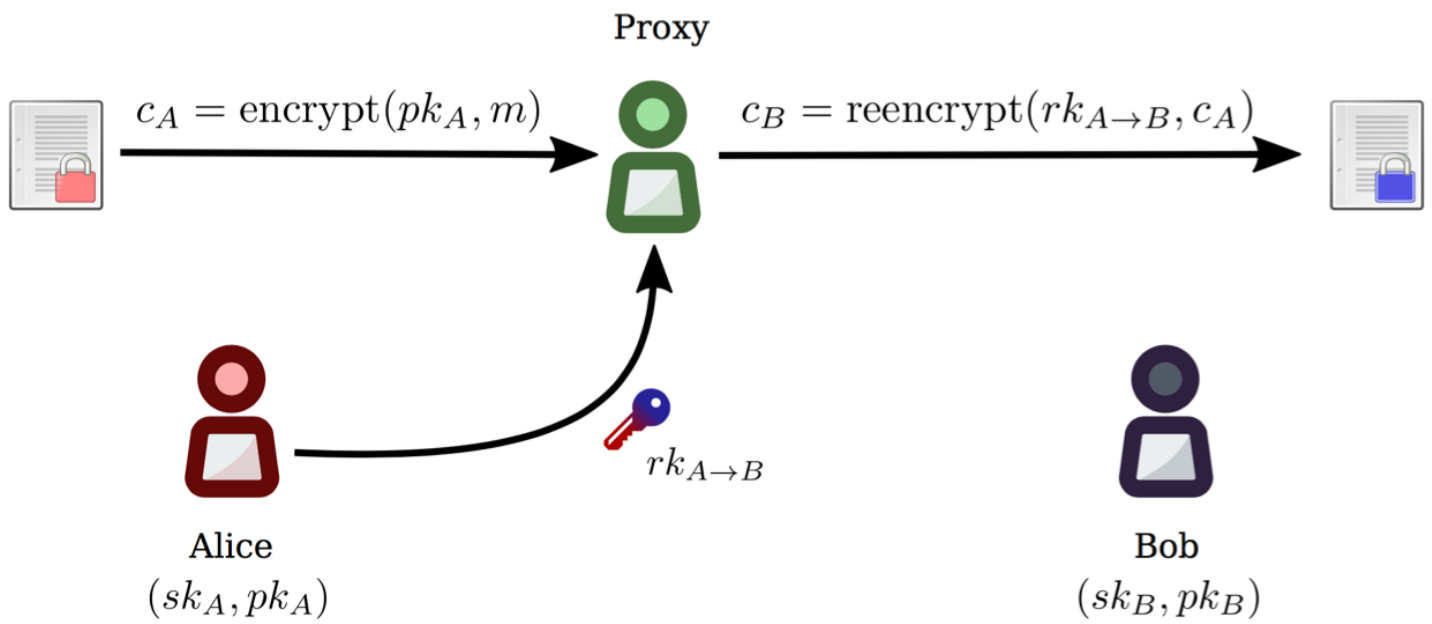 Proxy
c_A = encrypt(pk_A, m)
c_B = reencrypt(rk_{A→B}, c_A)
rk_{A→B}
Alice
(sk_A, pk_A)
Bob
(sk_B, pk_B)